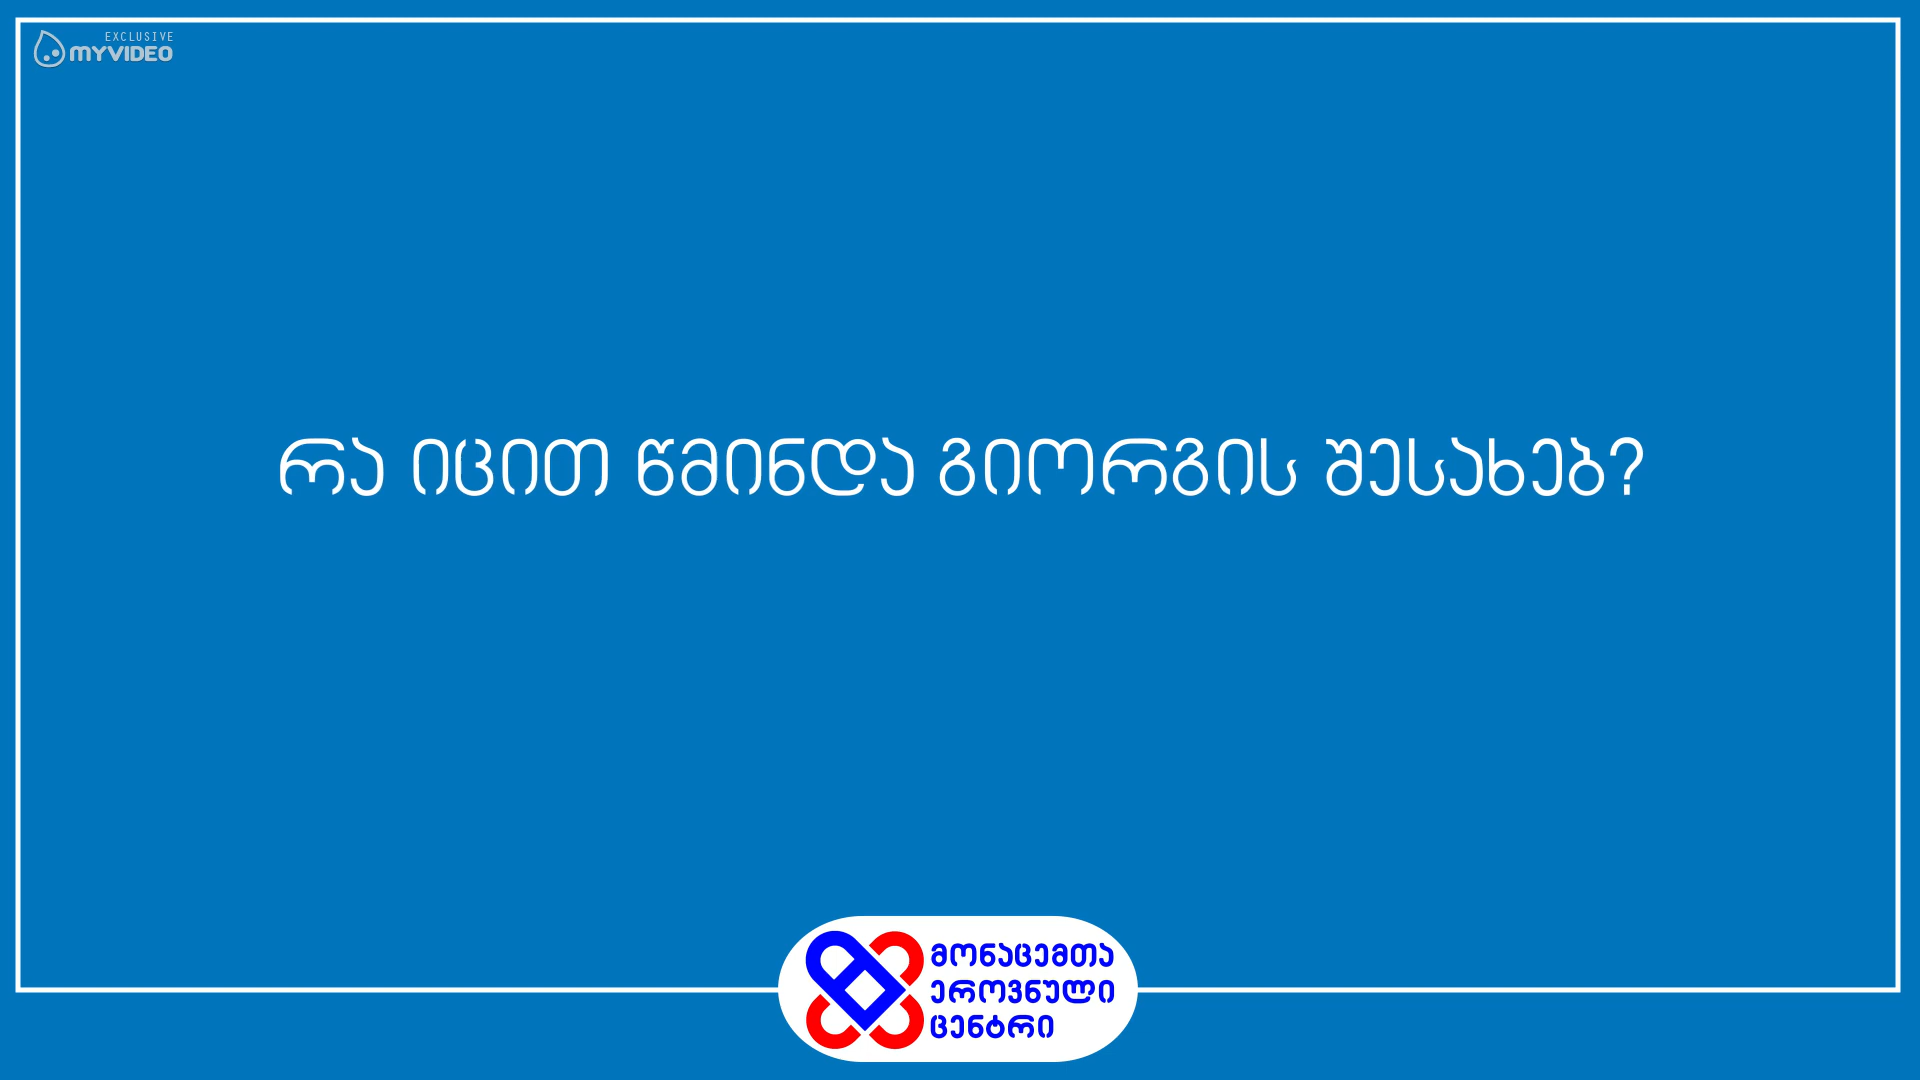 EXCLUSIVE
MYVIDEO
რა იცით წმინდა გიორგის შესახებ?
მონაცემთა
ეროვნული
ცენტრი